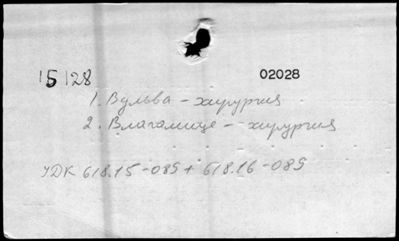 15128 02028
1. Вульва - хирургия
2. Влагалище - хирургия
УДК 618.15-089 + 618.16-089